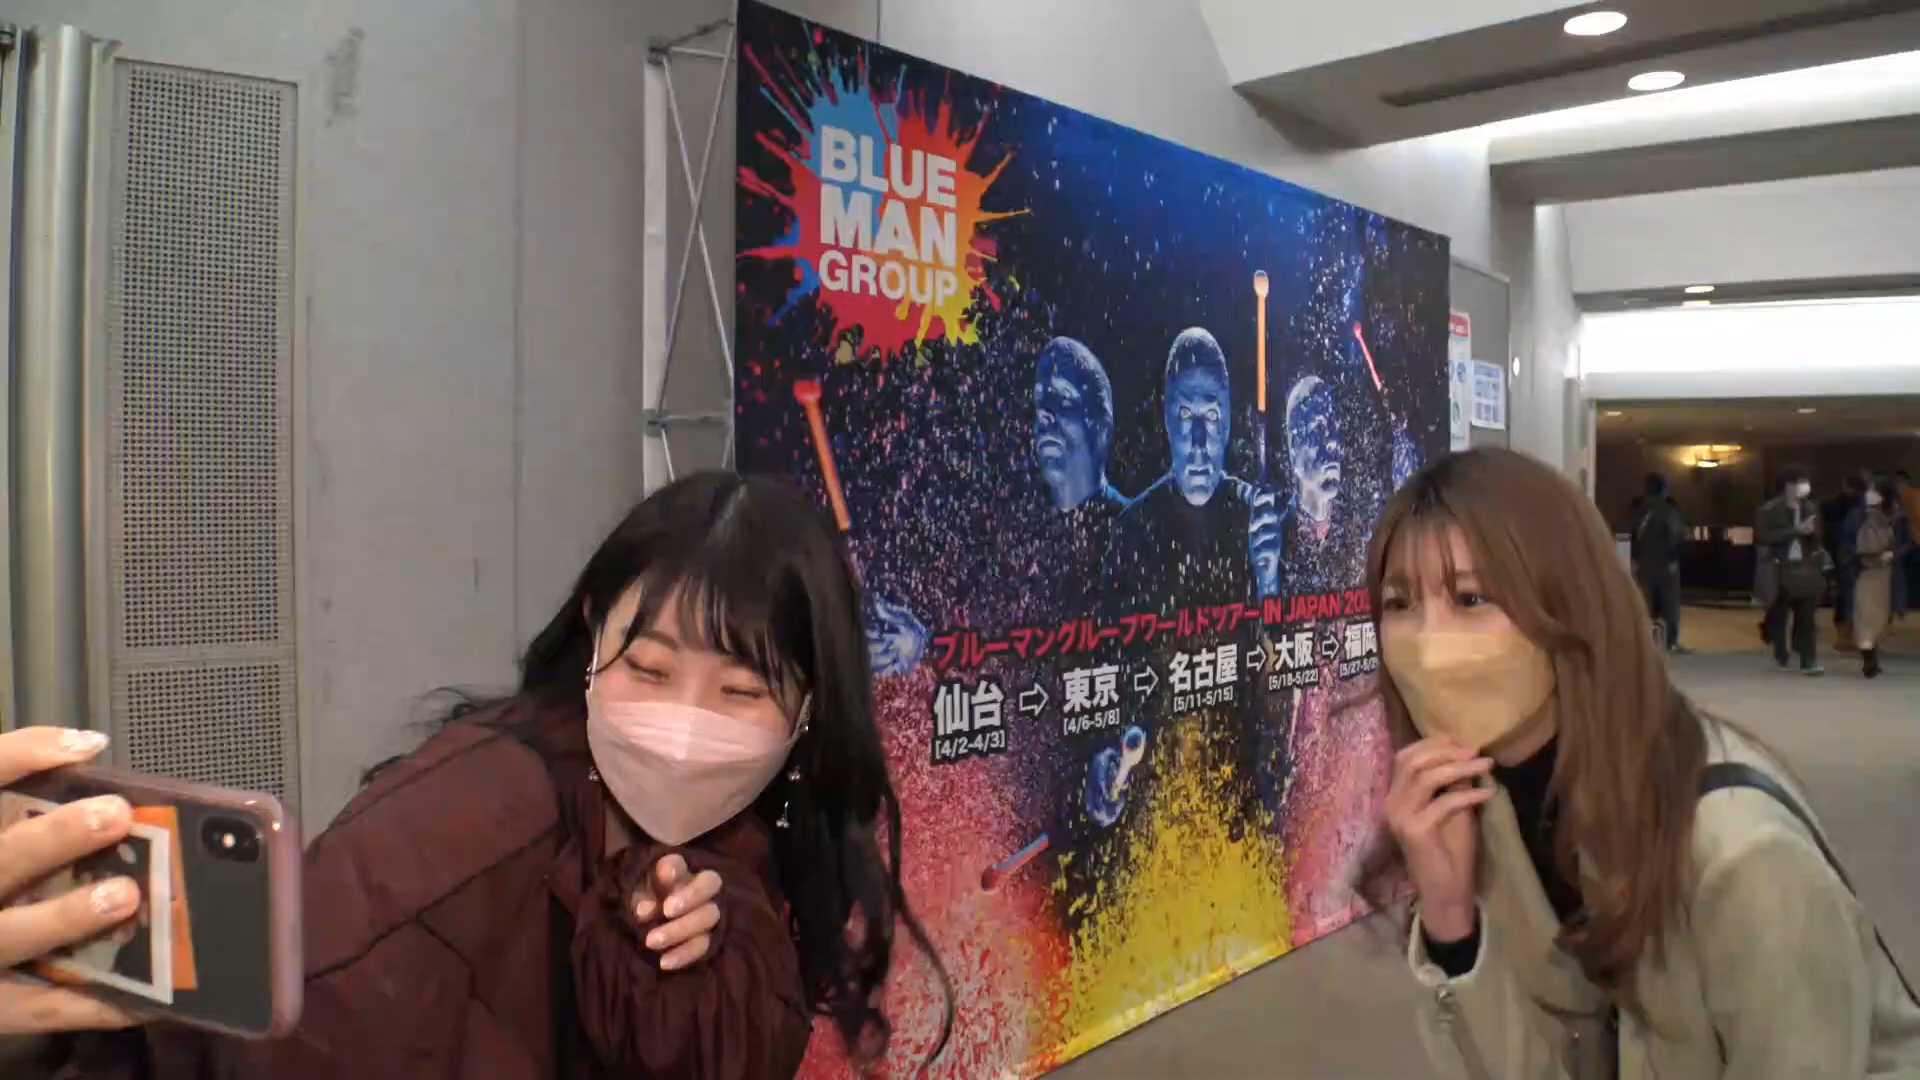 BLUE
MAN
GROUP
ブルーマングループワールドツアー IN JAPAN 202
仙台 ⇨ 東京 ⇨ 名古屋 ⇨ 大阪 ⇨ 福岡
[4/2-4/3] [4/6-5/8] [5/11-5/15] [5/18-5/22]